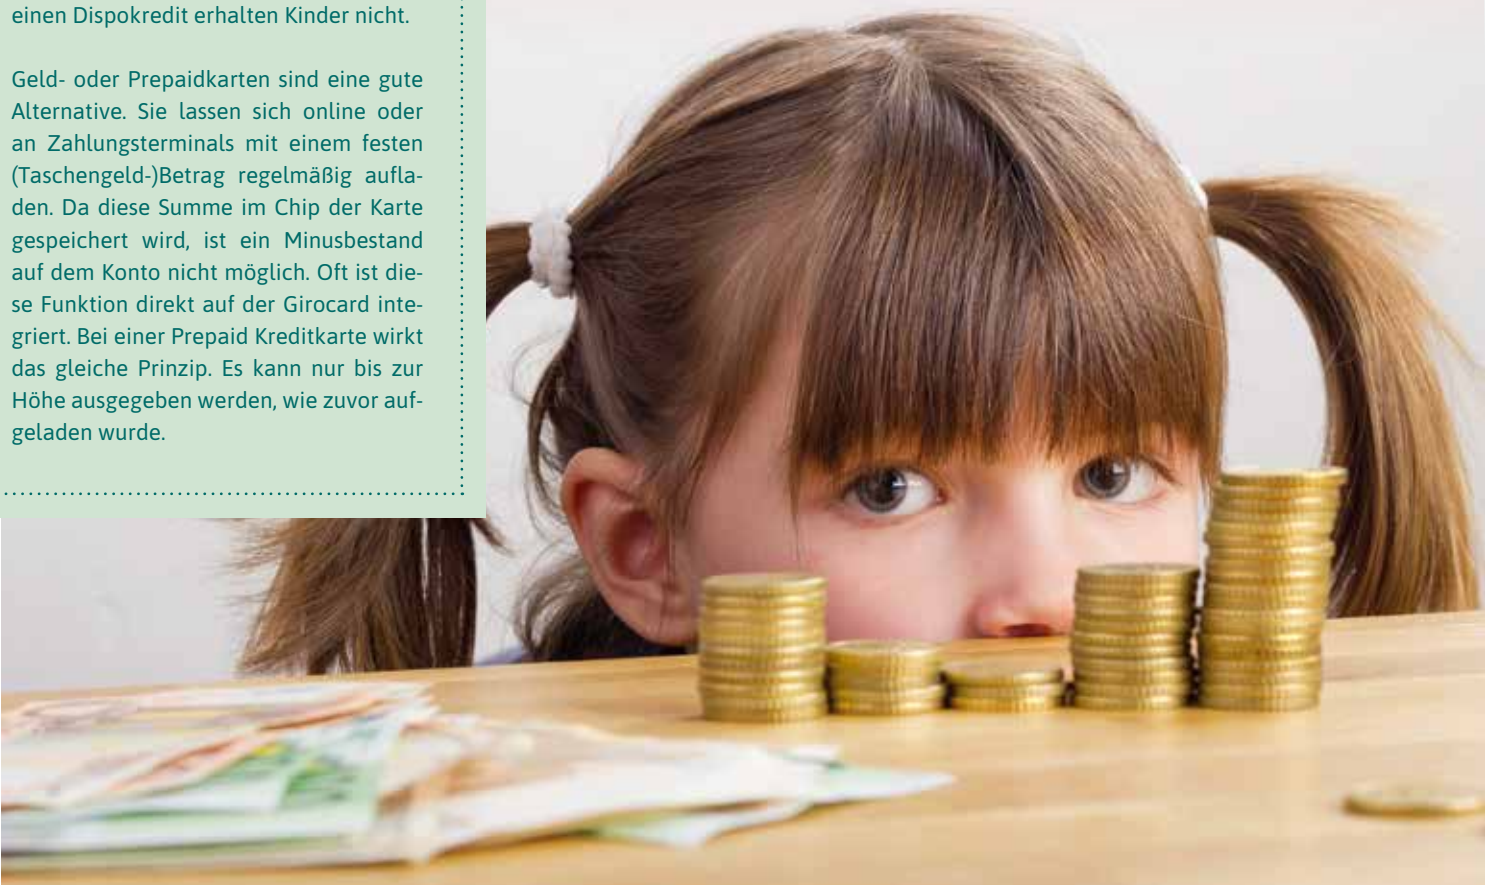 einen Dispokredit erhalten Kinder nicht.
Geld- oder Prepaidkarten sind eine gute
Alternative. Sie lassen sich online oder
an Zahlungsterminals mit einem festen
(Taschengeld-)Betrag regelmäßig aufla-
den. Da diese Summe im Chip der Karte
gespeichert wird, ist ein Minusbestand
auf dem Konto nicht möglich. Oft ist die-
se Funktion direkt auf der Girocard inte-
griert. Bei einer Prepaid Kreditkarte wirkt
das gleiche Prinzip. Es kann nur bis zur
Höhe ausgegeben werden, wie zuvor auf-
geladen wurde.